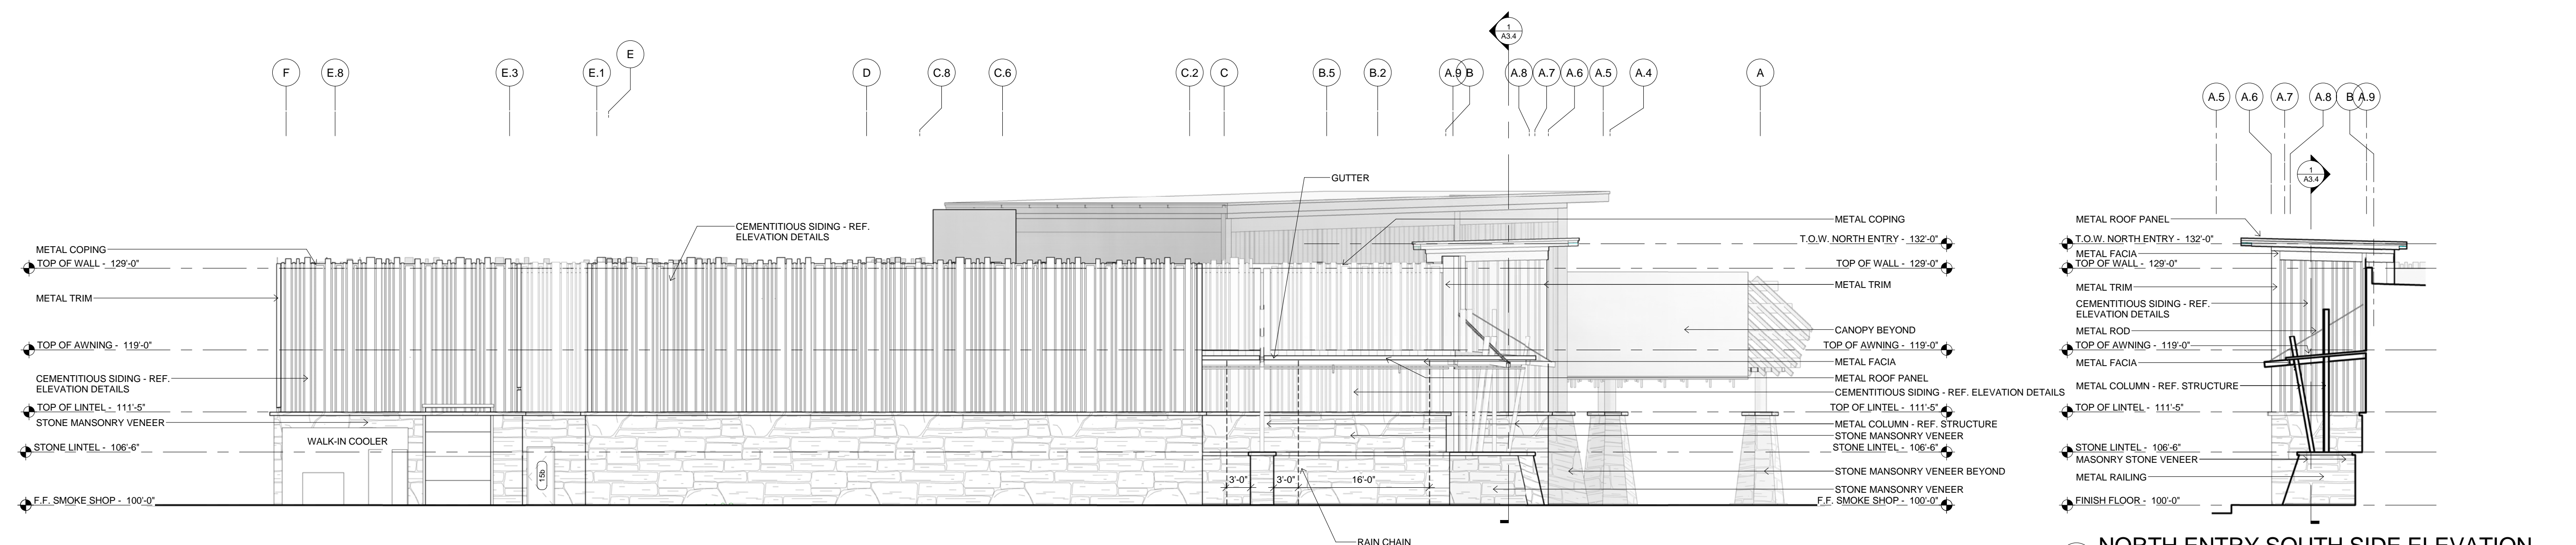 1
A3.4
E
F
E.8
E.3
E.1
D
C.8
C.6
C.2
C
B.5
B.2
A.9
B
A.8
A.7
A.6
A.5
A.4
A
GUTTER
CEMENTITIOUS SIDING - REF.
ELEVATION DETAILS
METAL COPING
TOP OF WALL - 129'-0"
METAL TRIM
TOP OF AWNING - 119'-0"
CEMENTITIOUS SIDING - REF.
ELEVATION DETAILS
TOP OF LINTEL - 111'-5"
STONE MANSONRY VENEER
WALK-IN COOLER
STONE LINTEL - 106'-6"
15b
F.F. SMOKE SHOP - 100'-0"
3'-0"
3'-0"
16'-0"
RAIN CHAIN
METAL COPING
T.O.W. NORTH ENTRY - 132'-0"
TOP OF WALL - 129'-0"
METAL TRIM
CANOPY BEYOND
TOP OF AWNING - 119'-0"
METAL FACIA
METAL ROOF PANEL
CEMENTITIOUS SIDING - REF. ELEVATION DETAILS
TOP OF LINTEL - 111'-5"
METAL COLUMN - REF. STRUCTURE
STONE MANSONRY VENEER
STONE LINTEL - 106'-6"
STONE MANSONRY VENEER BEYOND
STONE MANSONRY VENEER
F.F. SMOKE SHOP - 100'-0"
A.5
A.6
A.7
A.8
B
A.9
1
A3.4
METAL ROOF PANEL
T.O.W. NORTH ENTRY - 132'-0"
METAL FACIA
TOP OF WALL - 129'-0"
METAL TRIM
CEMENTITIOUS SIDING - REF.
ELEVATION DETAILS
METAL ROD
TOP OF AWNING - 119'-0"
METAL FACIA
METAL COLUMN - REF. STRUCTURE
TOP OF LINTEL - 111'-5"
STONE LINTEL - 106'-6"
MASONRY STONE VENEER
METAL RAILING
FINISH FLOOR - 100'-0"
NORTH ENTRY SOUTH SIDE ELEVATION